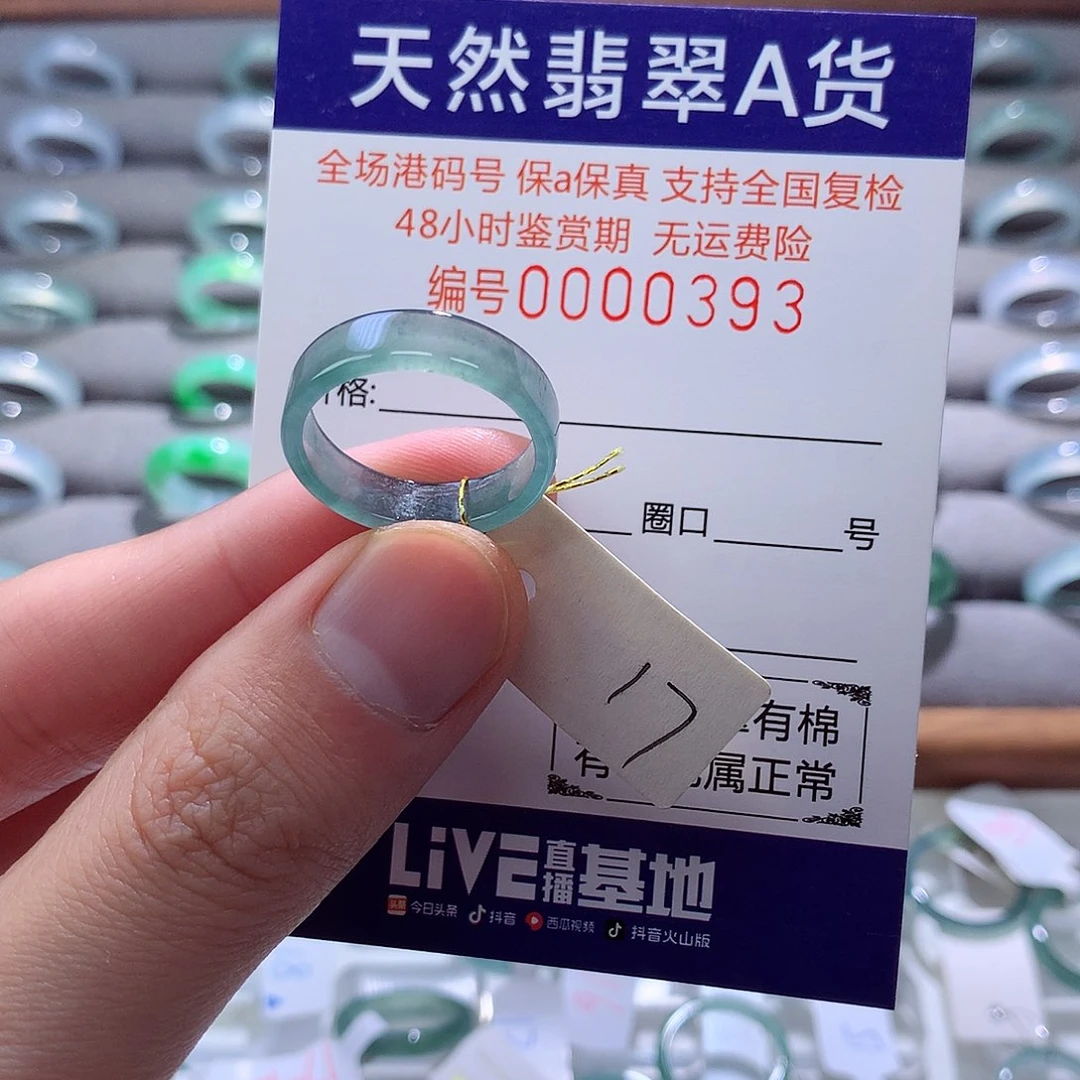 天然翡翠A货
全场港码号 保a保真 支持全国复检
48小时鉴赏期 无运费险
编号0000393
格:
圈口 号
17
有棉
有 属正常
LiVE直播基地
头条 今日头条 抖音 西瓜视频 抖音火山版